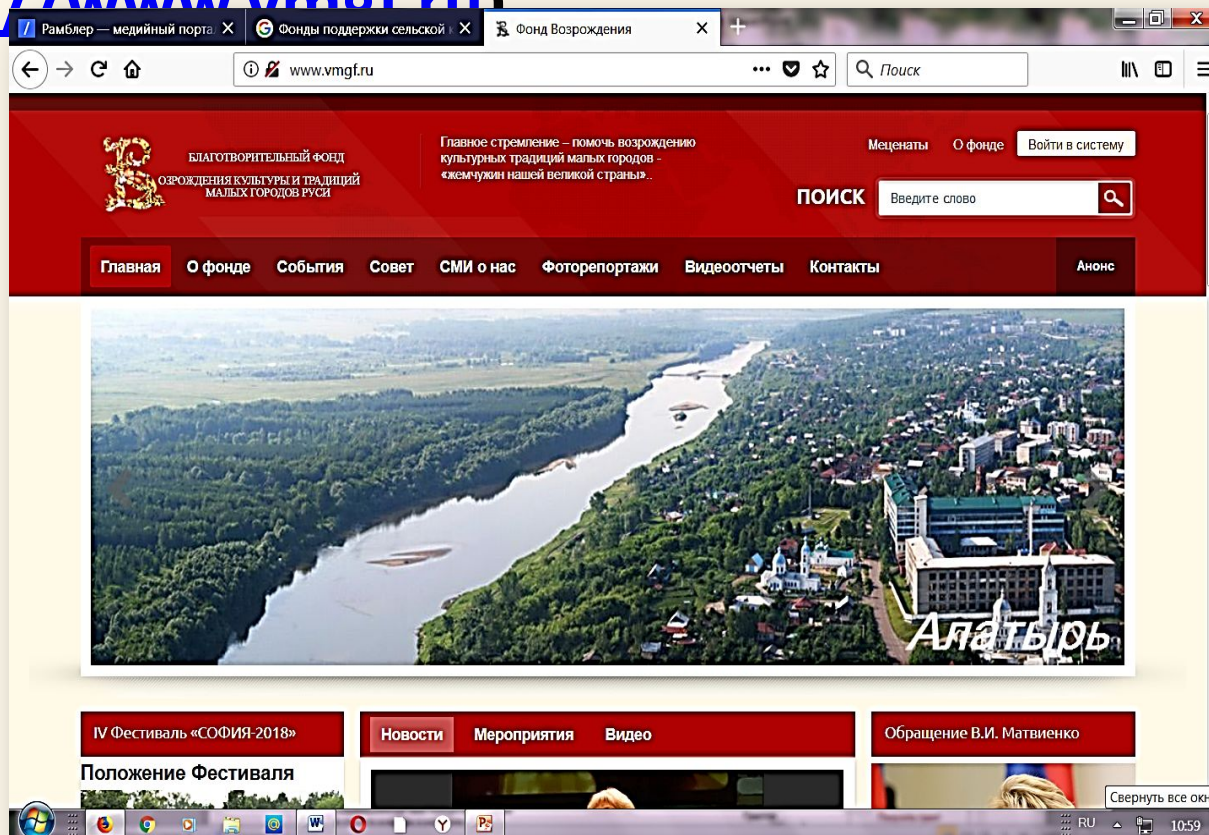 //www.vmgf.ru
Рамблер — медийный порта
Фонды поддержки сельской к
Фонд Возрождения
www.vmgf.ru
Поиск
БЛАГОТВОРИТЕЛЬНЫЙ ФОНД
ВОЗРОЖДЕНИЯ КУЛЬТУРЫ И ТРАДИЦИЙ
МАЛЫХ ГОРОДОВ РУСИ
Главное стремление – помочь возрождению
культурных традиций малых городов -
«жемчужин нашей великой страны»..
Меценаты О фонде Войти в систему
ПОИСК Введите слово
Главная О фонде События Совет СМИ о нас Фоторепортажи Видеоотчеты Контакты Анонс
Алатырь
IV Фестиваль «СОФИЯ-2018»
Положение Фестиваля
Новости Мероприятия Видео
Обращение В.И. Матвиенко
Свернуть все окн
RU 10:59